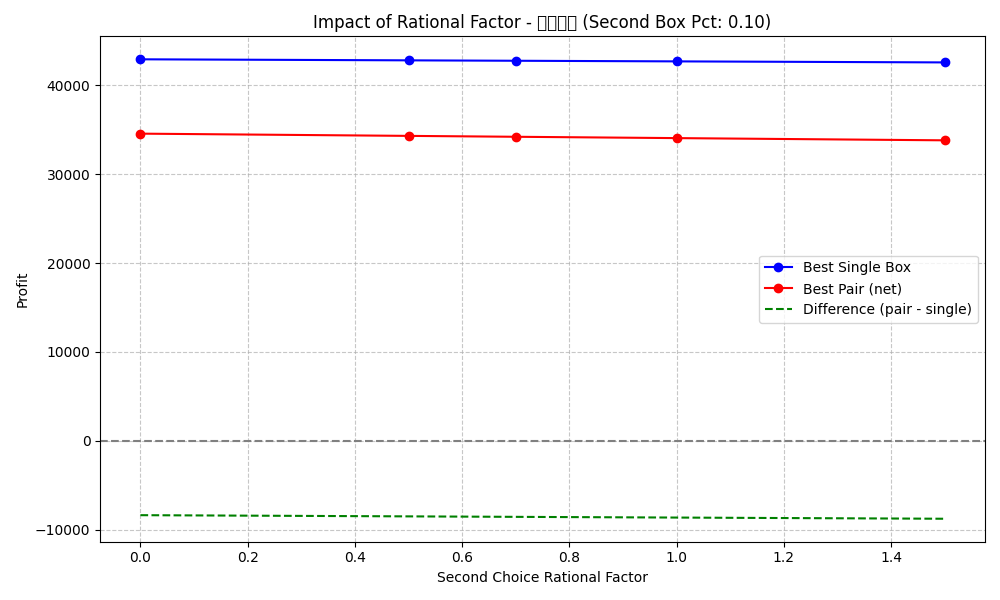 Impact of Rational Factor - (Second Box Pct: 0.10)
Profit
40000
30000
20000
10000
0
−10000
Best Single Box
Best Pair (net)
Difference (pair - single)
0.0 0.2 0.4 0.6 0.8 1.0 1.2 1.4
Second Choice Rational Factor